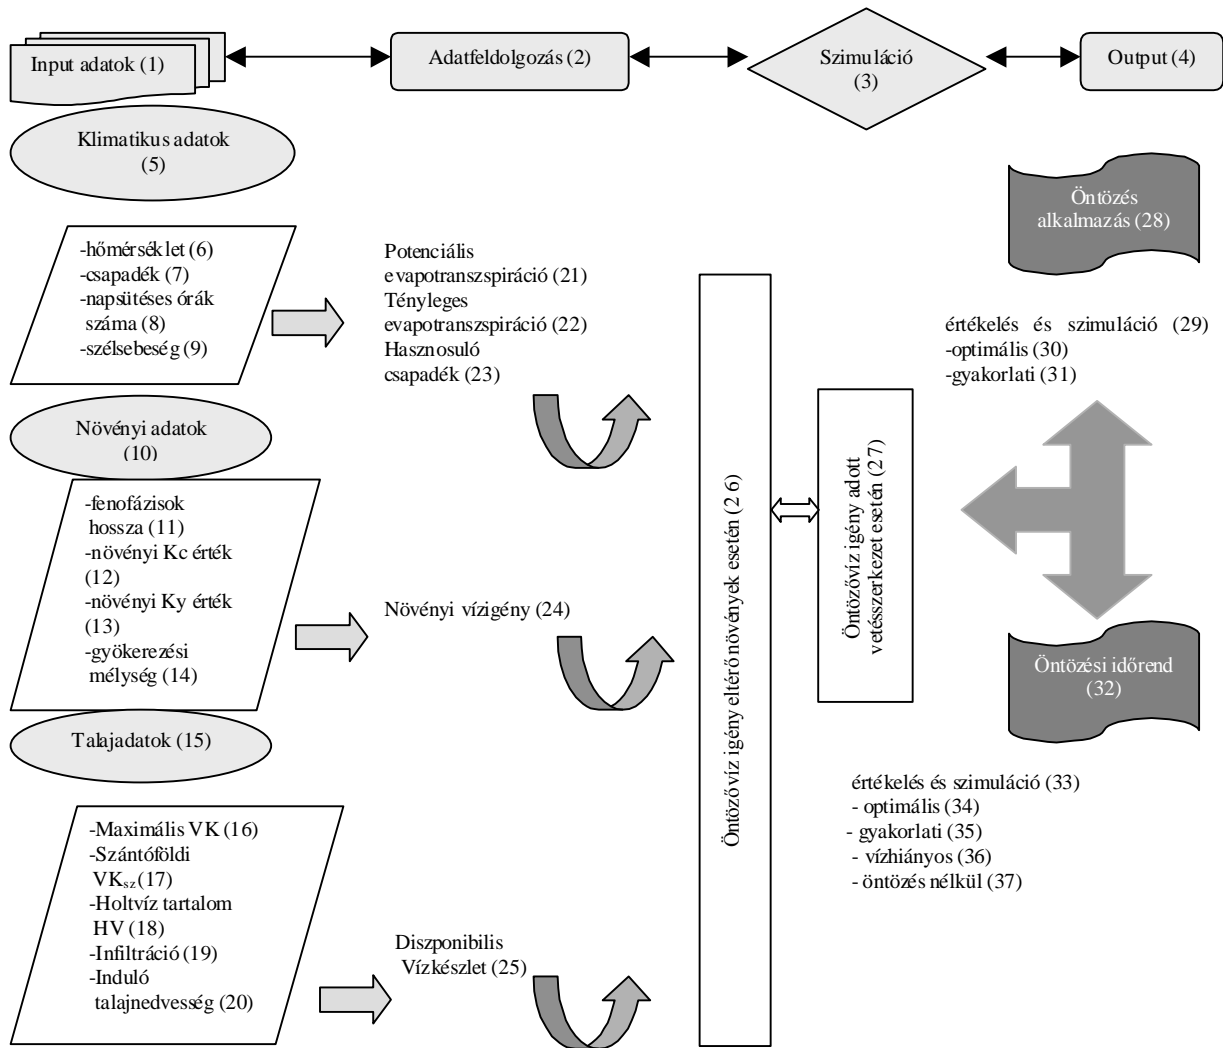 Input adatok (1)
Adatfeldolgozás (2)
Szimuláció
(3)
Output (4)
Klimatikus adatok
(5)
-hőmérséklet (6)
-csapadék (7)
-napsütéses órák
száma (8)
-szélsebeség (9)
Potenciális
evapotranzspiráció (21)
Tényleges
evapotranzspiráció (22)
Hasznosuló
csapadék (23)
Öntözés
alkalmazás (28)
értékelés és szimuláció (29)
-optimális (30)
-gyakorlati (31)
Növényi adatok
(10)
-fenofázisok
hossza (11)
-növényi Kc érték
(12)
-növényi Ky érték
(13)
-gyökerezési
mélység (14)
Növényi vízigény (24)
Öntözővíz igény eltérő növények esetén (2 6)
Öntözővíz igény adott
vetésszerkezet esetén (27)
Öntözési időrend
(32)
Talajadatok (15)
-Maximális VK (16)
-Szántóföldi
VKsz (17)
-Holtvíz tartalom
HV (18)
-Infiltráció (19)
-Induló
talajnedvesség (20)
Diszponibilis
Vízkészlet (25)
értékelés és szimuláció (33)
- optimális (34)
- gyakorlati (35)
- vízhiányos (36)
- öntözés nélkül (37)